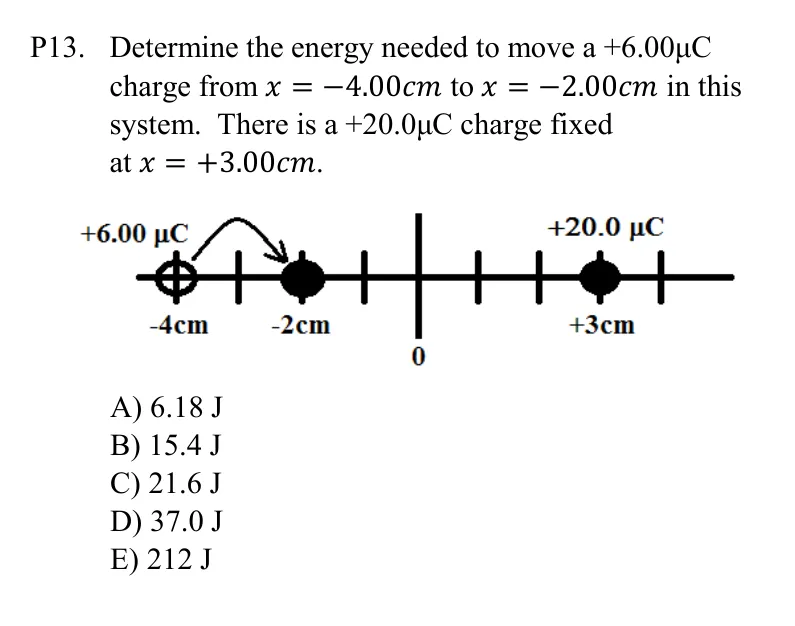 P13. Determine the energy needed to move a +6.00μC
charge from x = −4.00cm to x = −2.00cm in this
system. There is a +20.0μC charge fixed
at x = +3.00cm.
+6.00 μC
+20.0 μC
-4cm
-2cm
+3cm
0
A) 6.18 J
B) 15.4 J
C) 21.6 J
D) 37.0 J
E) 212 J